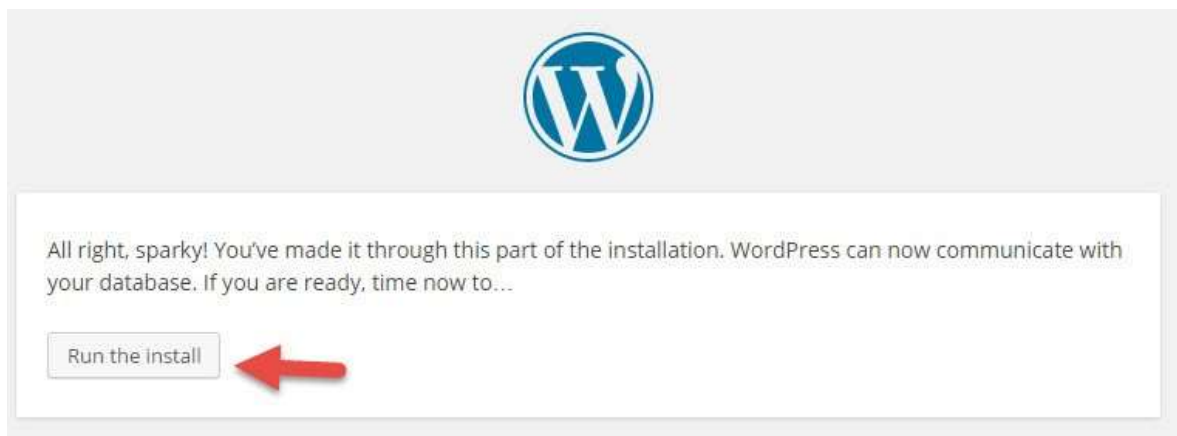 All right, sparky! You’ve made it through this part of the installation. WordPress can now communicate with
your database. If you are ready, time now to…
Run the install